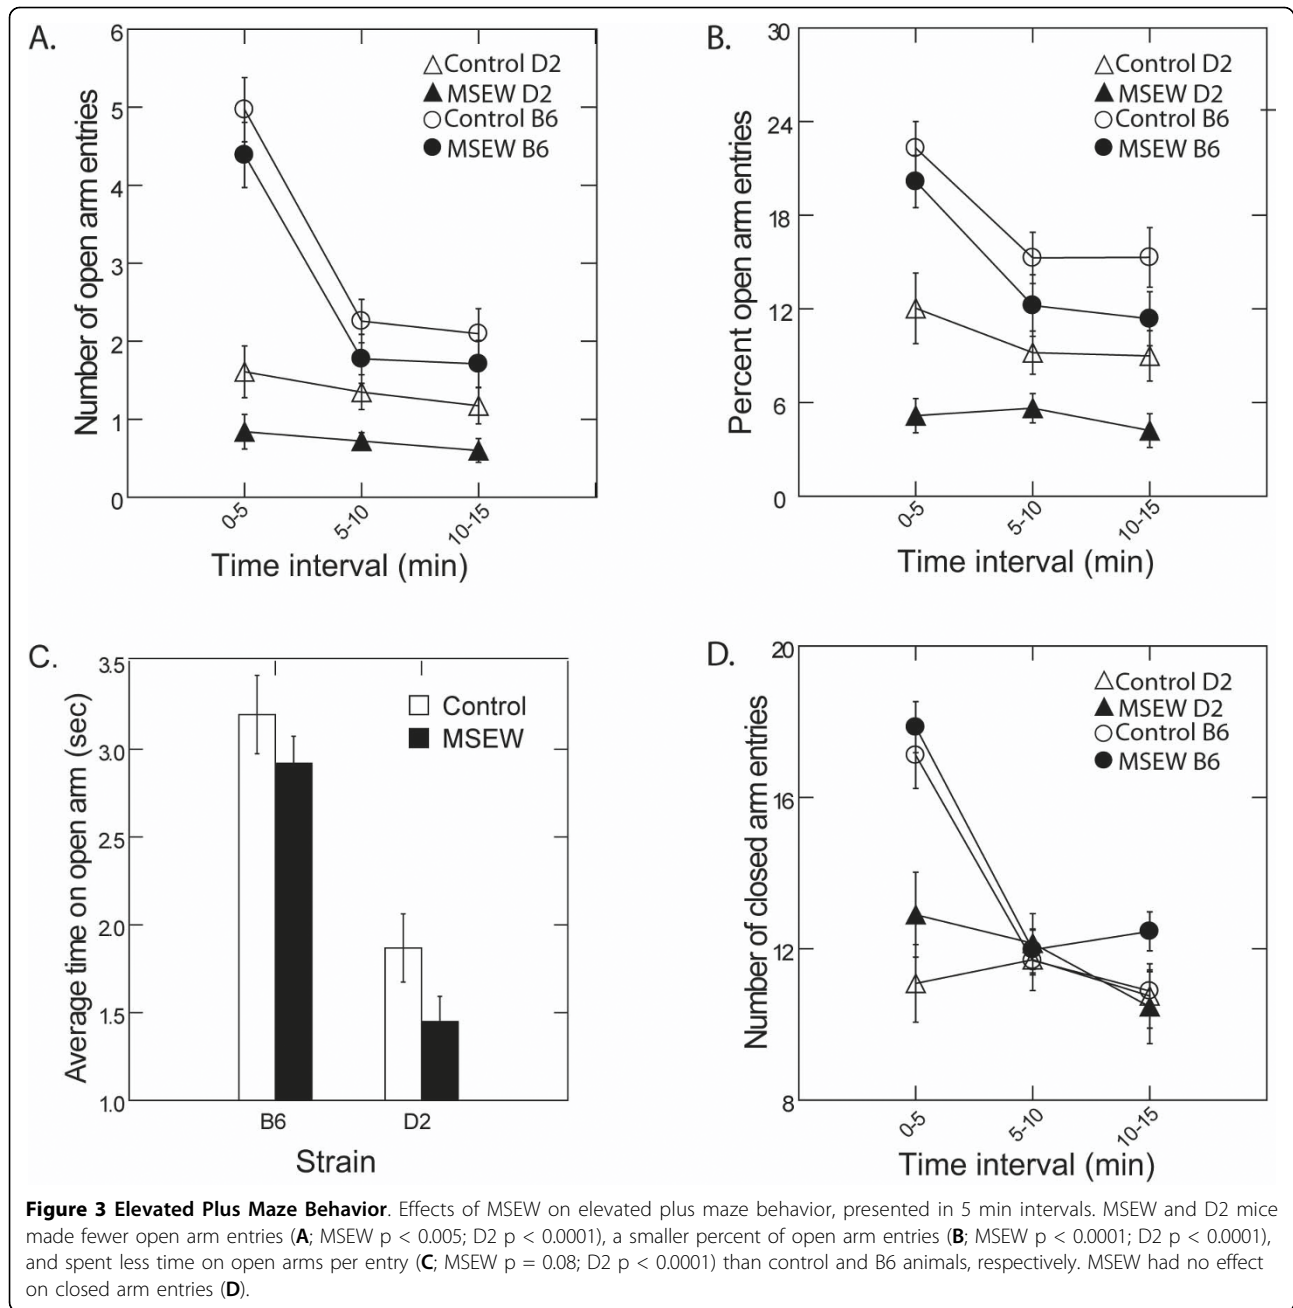 A.
6
5
4
3
2
1
0
Number of open arm entries
Control D2
MSEW D2
Control B6
MSEW B6
0-5
5-10
10-15
Time interval (min)
B.
30
24
18
12
6
0
Percent open arm entries
Control D2
MSEW D2
Control B6
MSEW B6
0-5
5-10
10-15
Time interval (min)
C.
3.5
3.0
2.5
2.0
1.5
1.0
Average time on open arm (sec)
Control
MSEW
B6
D2
Strain
D.
20
16
12
8
Number of closed arm entries
Control D2
MSEW D2
Control B6
MSEW B6
0-5
5-10
10-15
Time interval (min)
Figure 3 Elevated Plus Maze Behavior. Effects of MSEW on elevated plus maze behavior, presented in 5 min intervals. MSEW and D2 mice
made fewer open arm entries (A; MSEW p < 0.005; D2 p < 0.0001), a smaller percent of open arm entries (B; MSEW p < 0.0001; D2 p < 0.0001),
and spent less time on open arms per entry (C; MSEW p = 0.08; D2 p < 0.0001) than control and B6 animals, respectively. MSEW had no effect
on closed arm entries (D).